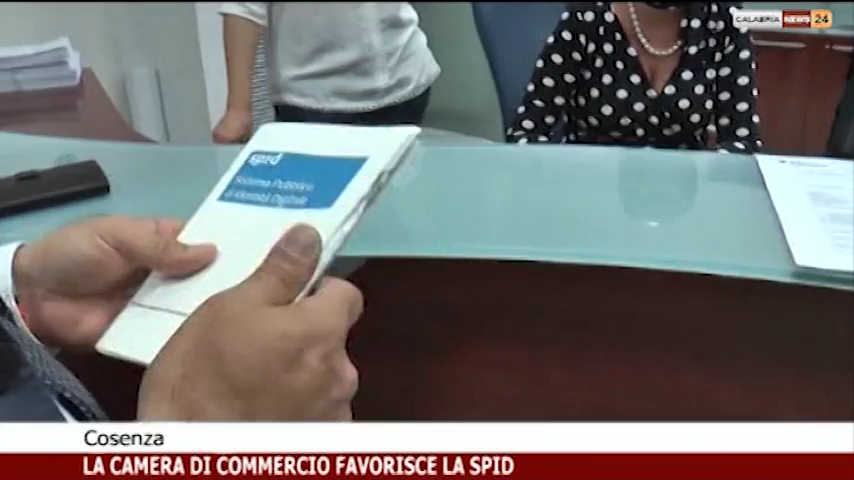 CALABRIA NEWS 24
spid
Sistema Pubblico
di Identità Digitale
Cosenza
LA CAMERA DI COMMERCIO FAVORISCE LA SPID